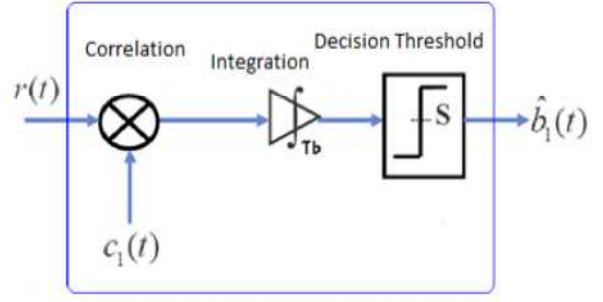 Correlation
Integration
Decision Threshold
r(t)
Tb
S
b̂₁(t)
c₁(t)